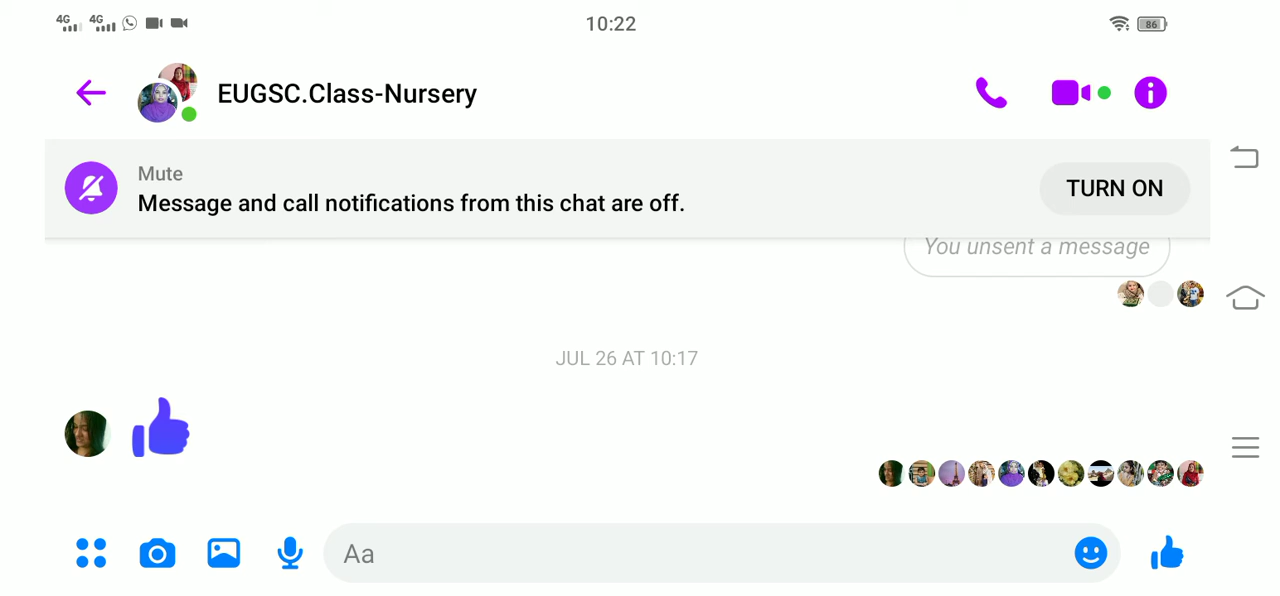 4G 4G 10:22 86
EUGSC.Class-Nursery
Mute
Message and call notifications from this chat are off.
TURN ON
You unsent a message
JUL 26 AT 10:17
Aa